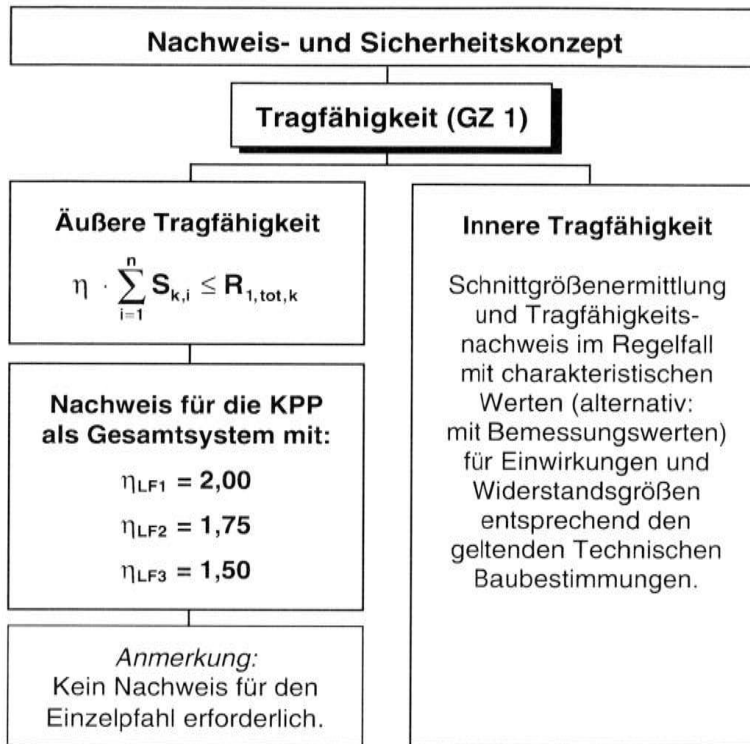 Nachweis- und Sicherheitskonzept
Tragfähigkeit (GZ 1)
Äußere Tragfähigkeit
η · ∑ⁿᵢ₌₁ S_k,i ≤ R_1,tot,k
Nachweis für die KPP
als Gesamtsystem mit:
η_LF1 = 2,00
η_LF2 = 1,75
η_LF3 = 1,50
Anmerkung:
Kein Nachweis für den
Einzelpfahl erforderlich.
Innere Tragfähigkeit
Schnittgrößenermittlung
und Tragfähigkeits-
nachweis im Regelfall
mit charakteristischen
Werten (alternativ:
mit Bemessungswerten)
für Einwirkungen und
Widerstandsgrößen
entsprechend den
geltenden Technischen
Baubestimmungen.